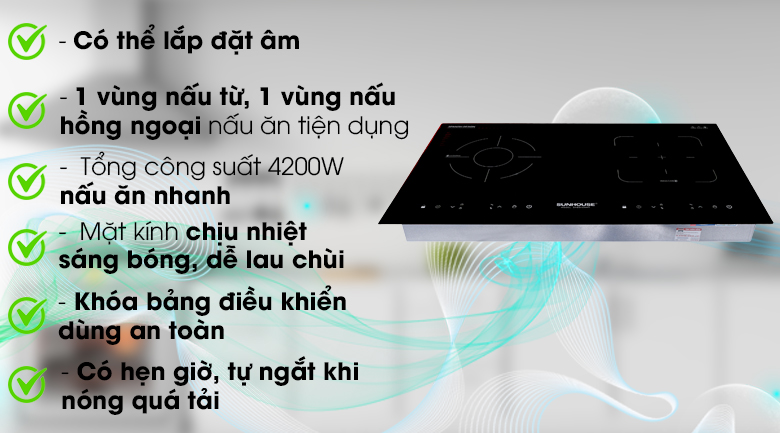 - Có thể lắp đặt âm
- 1 vùng nấu từ, 1 vùng nấu
hồng ngoại nấu ăn tiện dụng
- Tổng công suất 4200W
nấu ăn nhanh
- Mặt kính chịu nhiệt
sáng bóng, dễ lau chùi
- Khóa bảng điều khiển
dùng an toàn
- Có hẹn giờ, tự ngắt khi
nóng quá tải
SUNHOUSE